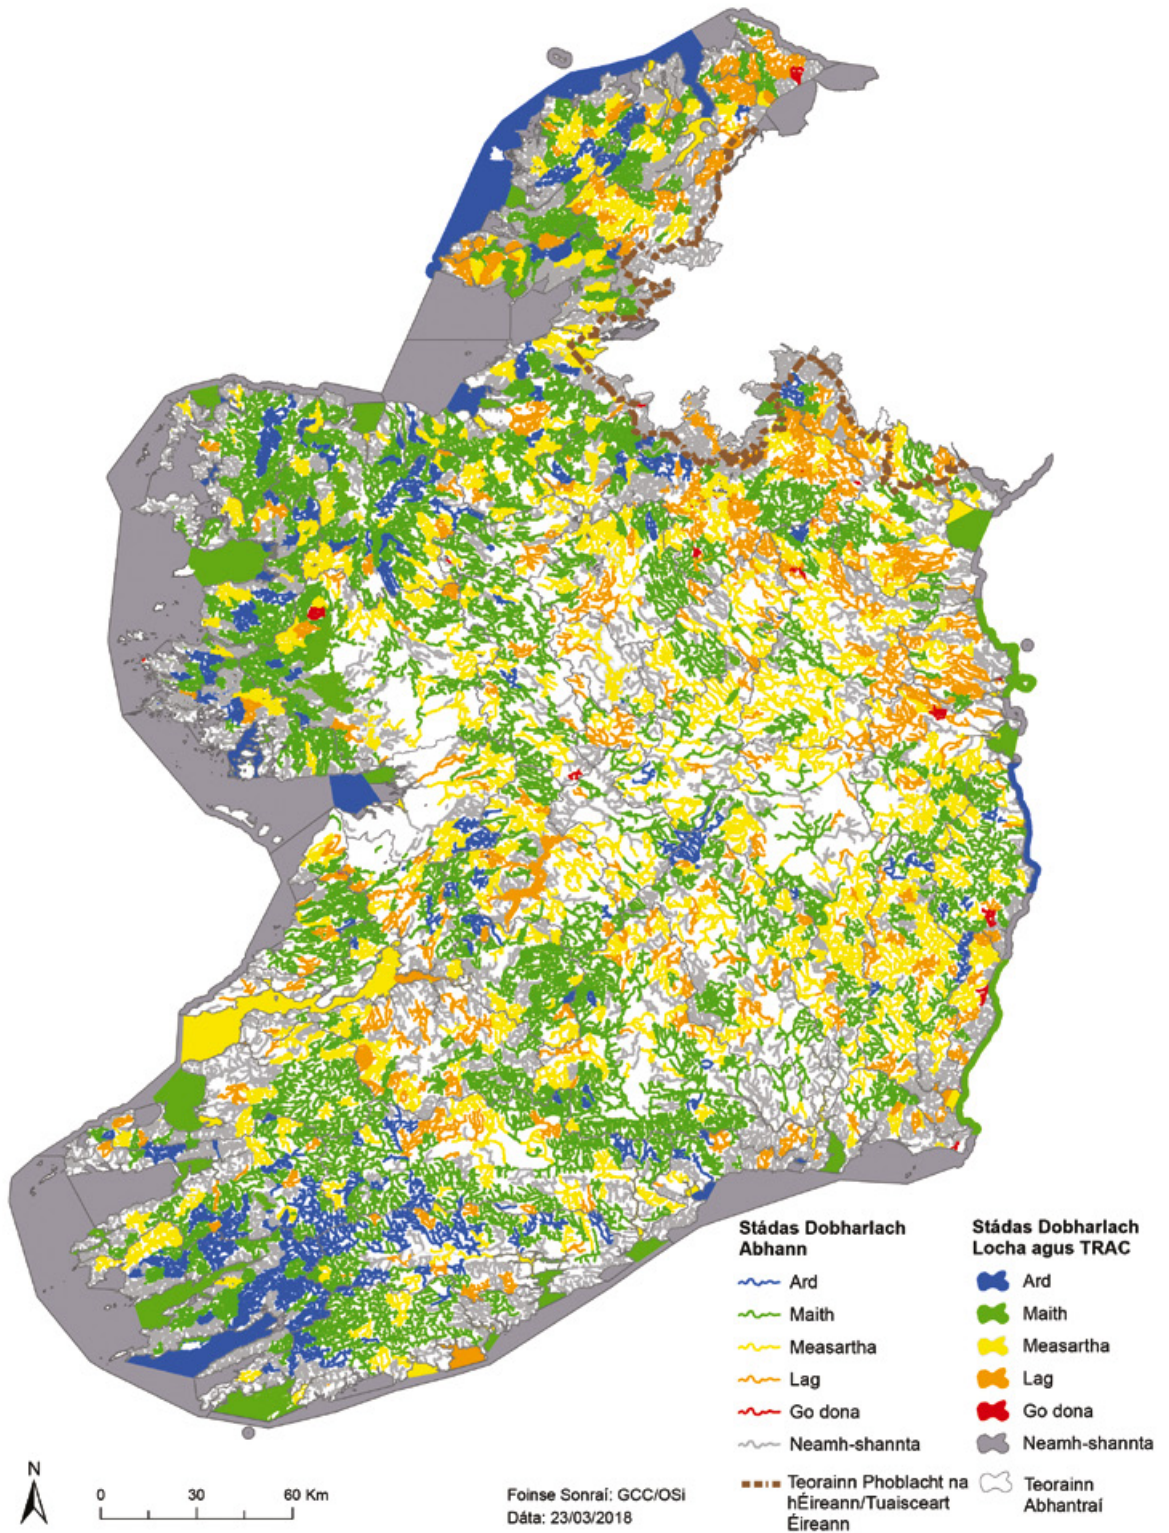 Stádas Dobharlach
Abhann
Ard
Maith
Measartha
Lag
Go dona
Neamh-shannta
Teorainn Phoblacht na
hÉireann/Tuaisceart
Éireann
Stádas Dobharlach
Locha agus TRAC
Ard
Maith
Measartha
Lag
Go dona
Neamh-shannta
Teorainn
Abhantraí
N
0 30 60 Km
Foinse Sonraí: GCC/OSi
Dáta: 23/03/2018